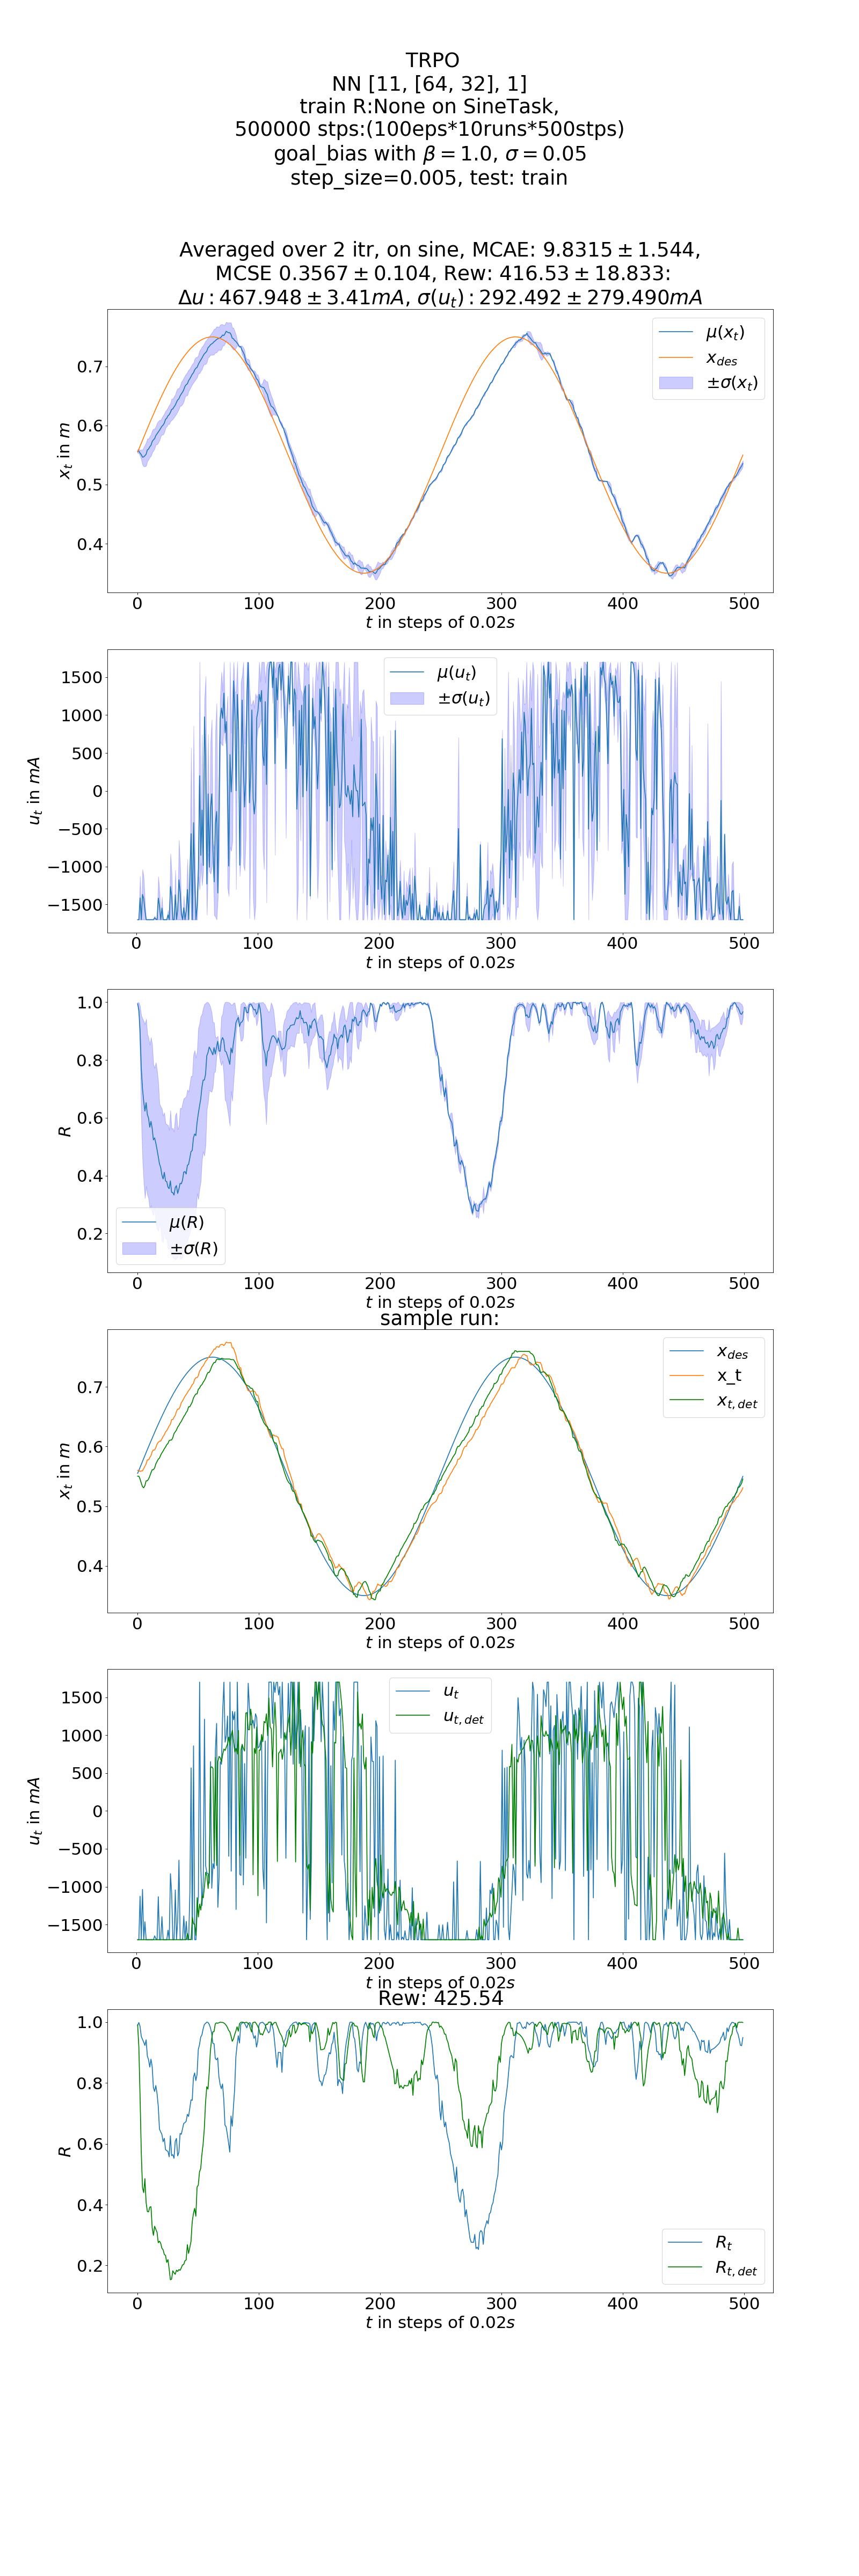 TRPO
NN [11, [64, 32], 1]
train R:None on SineTask,
500000 stps:(100eps*10runs*500stps)
goal_bias with β = 1.0, σ = 0.05
step_size=0.005, test: train
Averaged over 2 itr, on sine, MCAE: 9.8315 ± 1.544,
MCSE 0.3567 ± 0.104, Rew: 416.53 ± 18.833:
Δu : 467.948 ± 3.41mA, σ(u_t) : 292.492 ± 279.490mA
μ(x_t)
x_des
±σ(x_t)
0.7
0.6
0.5
0.4
x_t in m
0 100 200 300 400 500
t in steps of 0.02s
μ(u_t)
±σ(u_t)
1500
1000
500
0
−500
−1000
−1500
u_t in mA
0 100 200 300 400 500
t in steps of 0.02s
1.0
0.8
0.6
0.4
0.2
R
μ(R)
±σ(R)
0 100 200 300 400 500
t in steps of 0.02s
sample run:
x_des
x_t
x_t,det
0.7
0.6
0.5
0.4
x_t in m
0 100 200 300 400 500
t in steps of 0.02s
u_t
u_t,det
1500
1000
500
0
−500
−1000
−1500
u_t in mA
0 100 200 300 400 500
t in steps of 0.02s
Rew: 425.54
1.0
0.8
0.6
0.4
0.2
R
R_t
R_t,det
0 100 200 300 400 500
t in steps of 0.02s